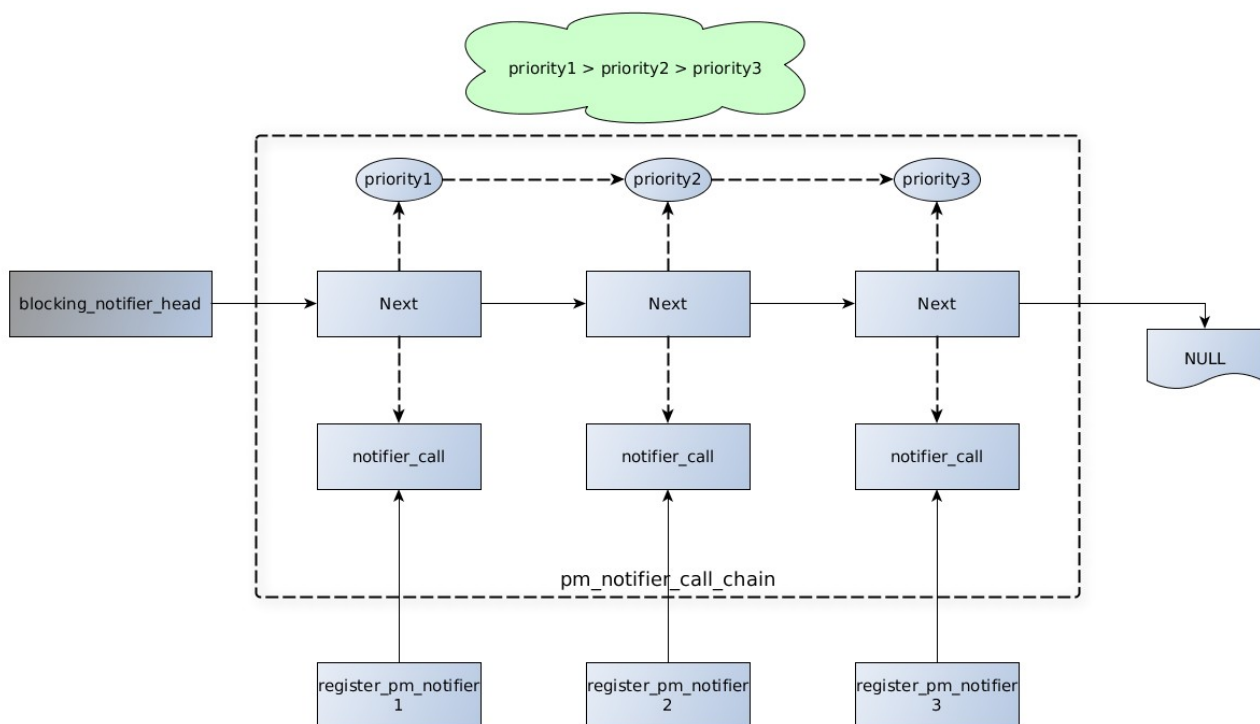 priority1 > priority2 > priority3
priority1
priority2
priority3
blocking_notifier_head
Next
Next
Next
NULL
notifier_call
notifier_call
notifier_call
pm_notifier_call_chain
register_pm_notifier
1
register_pm_notifier
2
register_pm_notifier
3